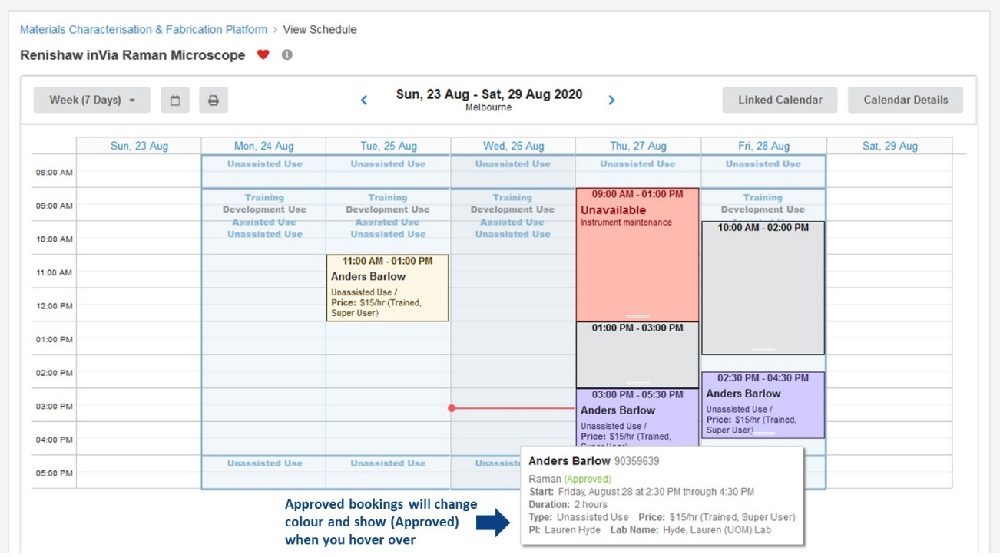 Materials Characterisation & Fabrication Platform > View Schedule
Renishaw inVia Raman Microscope
Week (7 Days)
Sun, 23 Aug - Sat, 29 Aug 2020
Melbourne
Linked Calendar
Calendar Details
Sun, 23 Aug
Mon, 24 Aug
Tue, 25 Aug
Wed, 26 Aug
Thu, 27 Aug
Fri, 28 Aug
Sat, 29 Aug
08:00 AM
09:00 AM
10:00 AM
11:00 AM
12:00 PM
01:00 PM
02:00 PM
03:00 PM
04:00 PM
05:00 PM
Unassisted Use
Training
Development Use
Assisted Use
Unassisted Use
Unassisted Use
Unassisted Use
Training
Development Use
Assisted Use
Unassisted Use
11:00 AM - 01:00 PM
Anders Barlow
Unassisted Use /
Price: $15/hr (Trained,
Super User)
Unassisted Use
Unassisted Use
Training
Development Use
Assisted Use
Unassisted Use
Unassiste
Unassisted Use
09:00 AM - 01:00 PM
Unavailable
Instrument maintenance
01:00 PM - 03:00 PM
03:00 PM - 05:30 PM
Anders Barlow
Unassisted Use /
Price: $15/hr (Trained,
Unassisted Use
Training
Development Use
10:00 AM - 02:00 PM
02:30 PM - 04:30 PM
Anders Barlow
Unassisted Use /
Price: $15/hr (Trained,
Super User)
Anders Barlow 90359639
Raman (Approved)
Start: Friday, August 28 at 2:30 PM through 4:30 PM
Duration: 2 hours
Type: Unassisted Use Price: $15/hr (Trained, Super User)
PI: Lauren Hyde Lab Name: Hyde, Lauren (UOM) Lab
Approved bookings will change
colour and show (Approved)
when you hover over